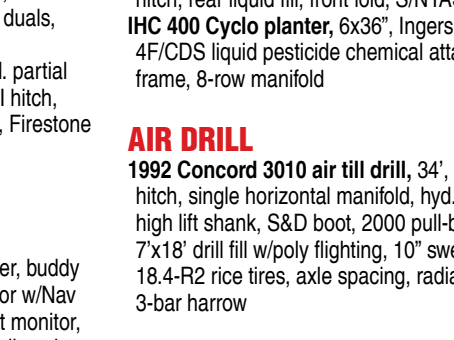 duals,
. partial
l hitch,
, Firestone
er, buddy
or w/Nav
t monitor,
hitch, rear liquid fill, front fold,
IHC 400 Cyclo planter, 6x36", Ingers
4F/CDS liquid pesticide chemical atta
frame, 8-row manifold
AIR DRILL
1992 Concord 3010 air till drill, 34',
hitch, single horizontal manifold, hyd.
high lift shank, S&D boot, 2000 pull-b
7'x18' drill fill w/poly flighting, 10" swe
18.4-R2 rice tires, axle spacing, radia
3-bar harrow